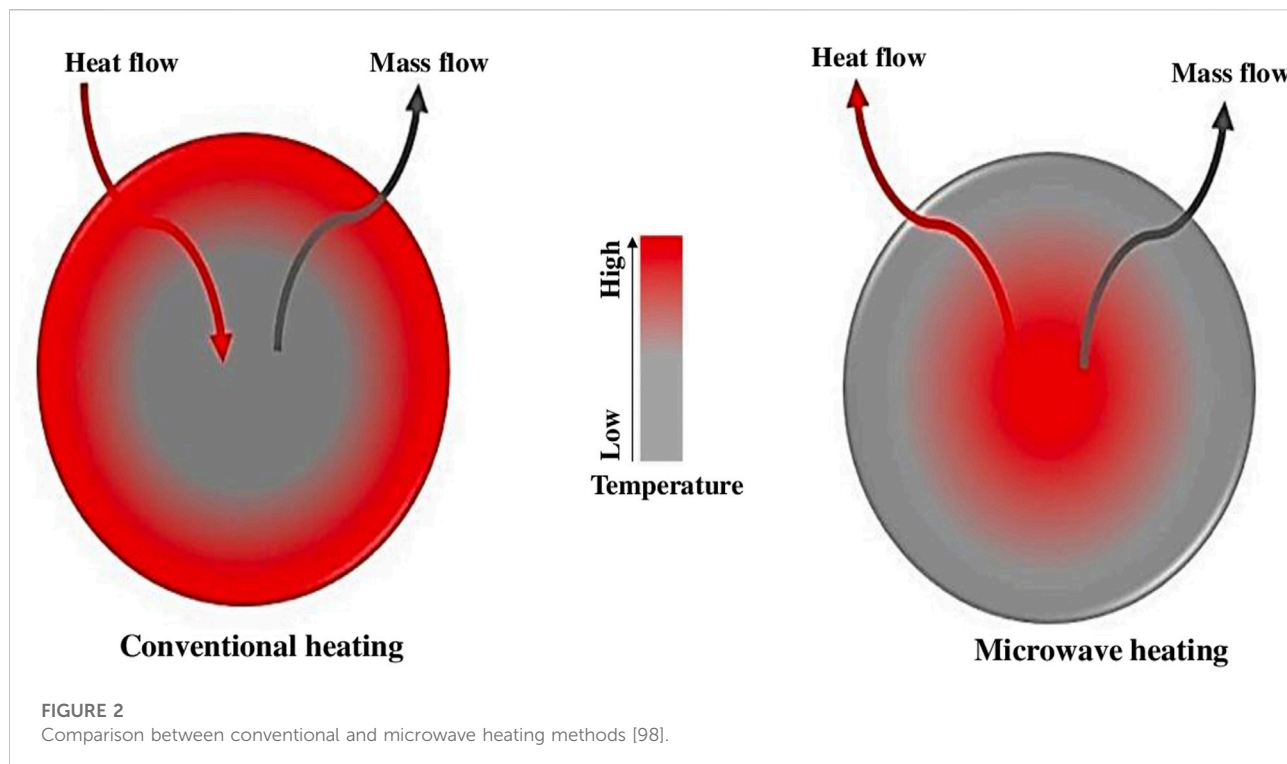 Heat flow
Mass flow
Heat flow
Mass flow
High
Low
Temperature
Conventional heating
Microwave heating
FIGURE 2
Comparison between conventional and microwave heating methods [98].